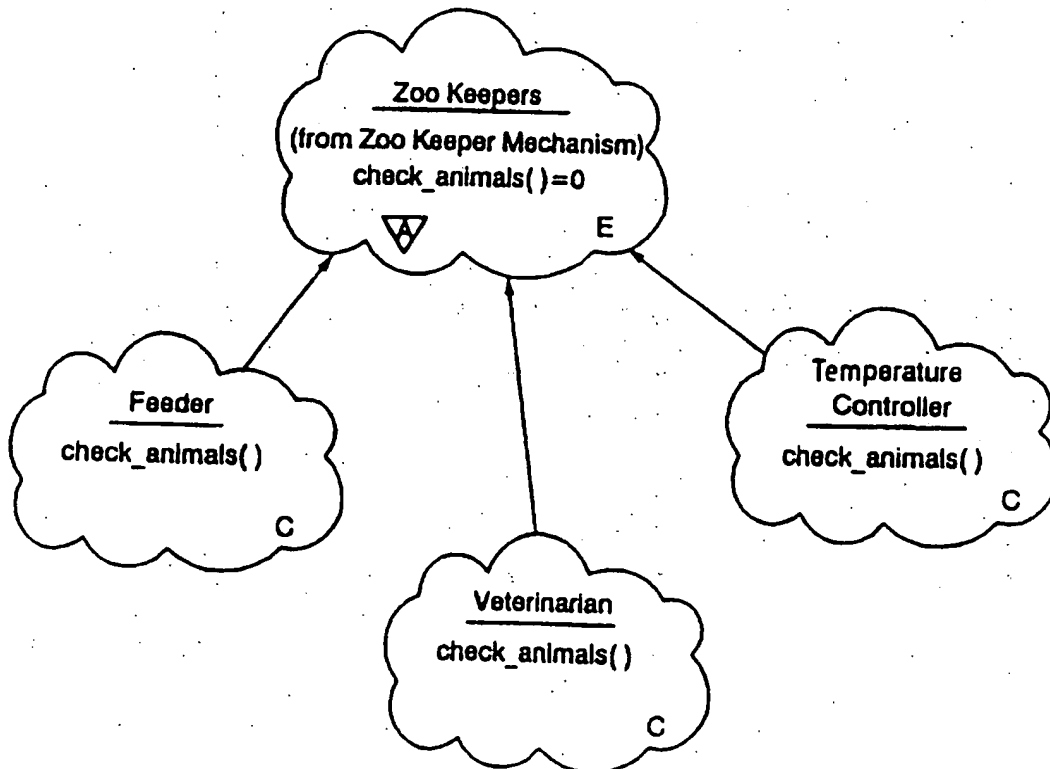 Zoo Keepers
(from Zoo Keeper Mechanism)
check_animals( )=0
A
E
Feeder
check_animals( )
C
Temperature
Controller
check_animals( )
C
Veterinarian
check_animals( )
C